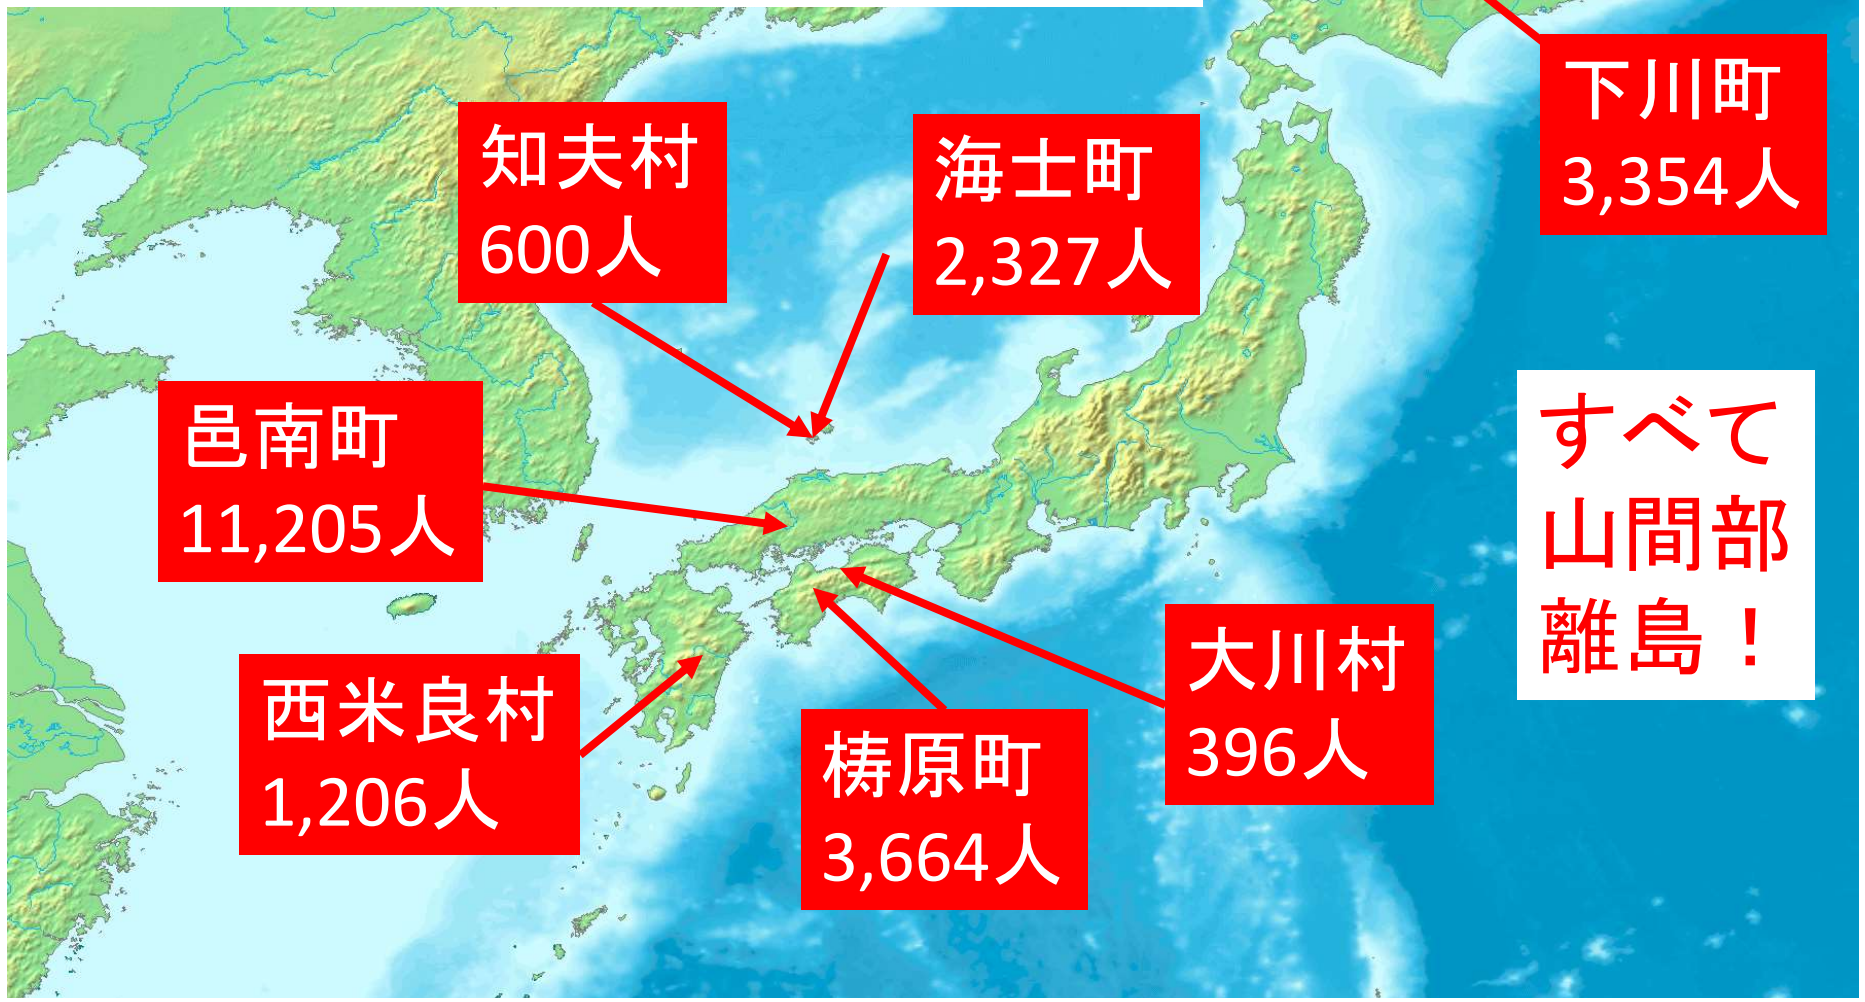 下川町
3,354人
知夫村
600人
海士町
2,327人
邑南町
11,205人
すべて
山間部
離島！
西米良村
1,206人
大川村
396人
梼原町
3,664人